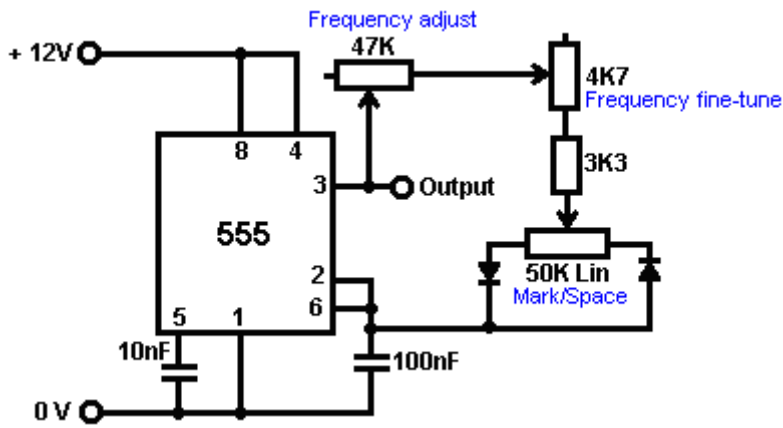 Frequency adjust
47K
+ 12V
4K7
Frequency fine-tune
8 4
3
Output
3K3
555
2
6
50K Lin
Mark/Space
5 1
10nF
100nF
0 V